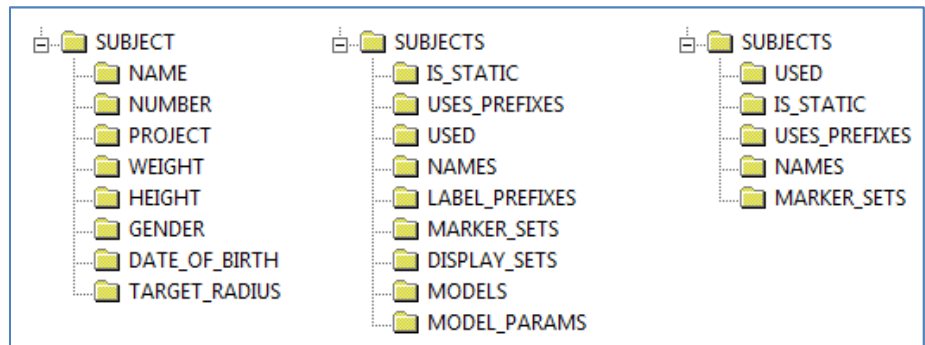 SUBJECT
NAME
NUMBER
PROJECT
WEIGHT
HEIGHT
GENDER
DATE_OF_BIRTH
TARGET_RADIUS
SUBJECTS
IS_STATIC
USES_PREFIXES
USED
NAMES
LABEL_PREFIXES
MARKER_SETS
DISPLAY_SETS
MODELS
MODEL_PARAMS
SUBJECTS
USED
IS_STATIC
USES_PREFIXES
NAMES
MARKER_SETS